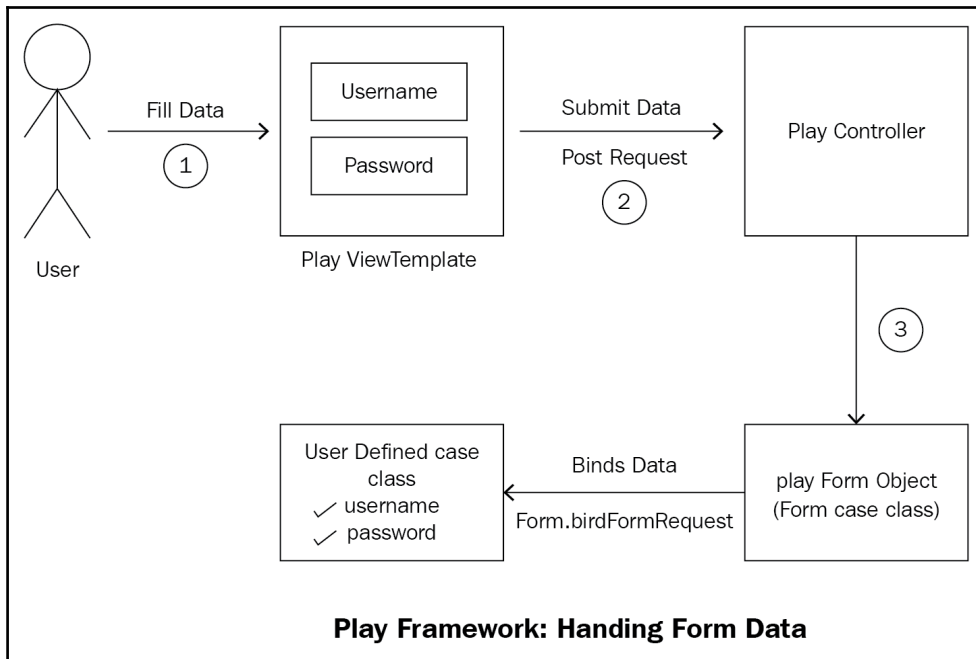 Fill Data
1
User
Username
Password
Play ViewTemplate
Submit Data
Post Request
2
Play Controller
3
play Form Object
(Form case class)
Binds Data
Form.birdFormRequest
User Defined case
class
username
password
Play Framework: Handing Form Data